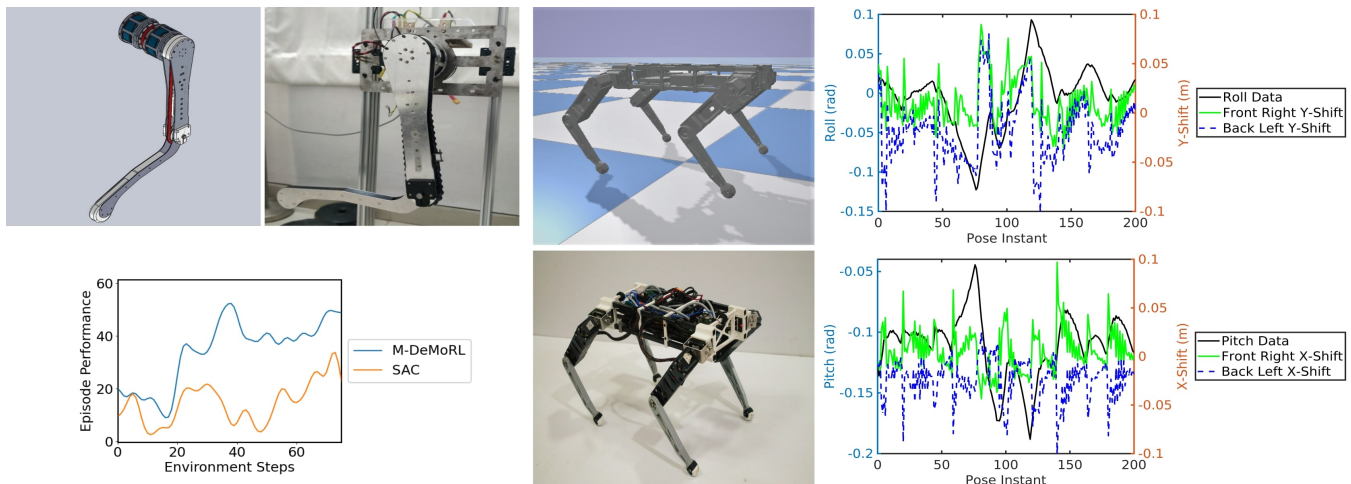 0.1
0.05
0
-0.05
-0.1
-0.15
Roll (rad)
0.1
0.05
0
-0.05
-0.1
Y-Shift (m)
0 50 100 150 200
Pose Instant
Roll Data
Front Right Y-Shift
Back Left Y-Shift
60
40
20
0
Episode Performance
0 20 40 60
Environment Steps
M-DeMoRL
SAC
-0.05
-0.1
-0.15
-0.2
Pitch (rad)
0.1
0.05
0
-0.05
-0.1
X-Shift (m)
0 50 100 150 200
Pose Instant
Pitch Data
Front Right X-Shift
Back Left X-Shift